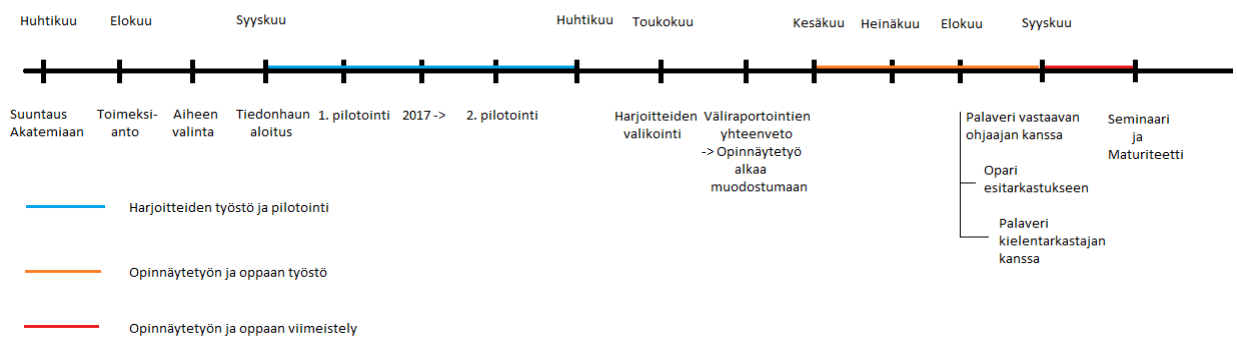 Huhtikuu
Elokuu
Syyskuu
Huhtikuu
Toukokuu
Kesäkuu
Heinäkuu
Elokuu
Syyskuu
Suuntaus
Akatemiaan
Toimeksi-
anto
Aiheen
valinta
Tiedonhaun
aloitus
1. pilotointi
2017 ->
2. pilotointi
Harjoitteiden
valikointi
Väliraportointien
yhteenveto
-> Opinnäytetyö
alkaa
muodostumaan
Palaveri vastaavan
ohjaajan kanssa
Opari
esitarkastukseen
Palaveri
kielentarkastajan
kanssa
Seminaari
ja
Maturiteetti
Harjoitteiden työstö ja pilotointi
Opinnäytetyön ja oppaan työstö
Opinnäytetyön ja oppaan viimeistely